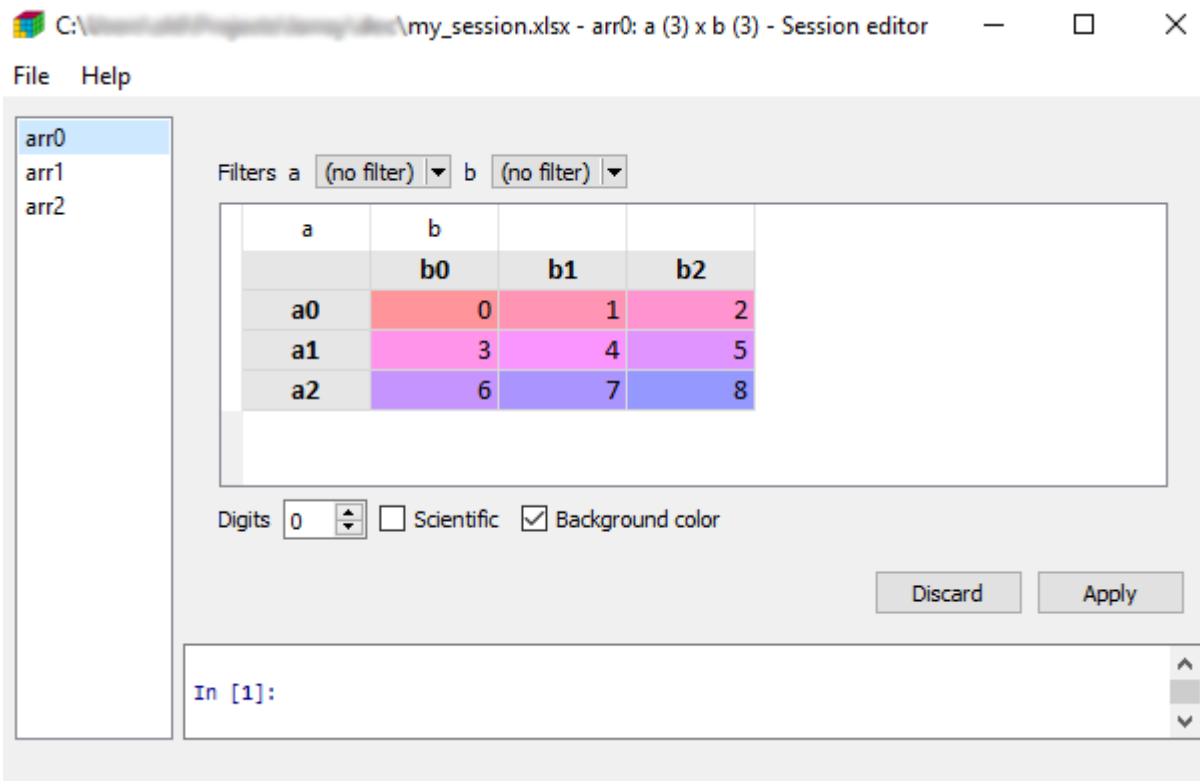 C:\ \my_session.xlsx - arr0: a (3) x b (3) - Session editor
File Help
arr0
arr1
arr2
Filters a (no filter) b (no filter)
a b
b0 b1 b2
a0 0 1 2
a1 3 4 5
a2 6 7 8
Digits 0 Scientific Background color
Discard Apply
In [1]: